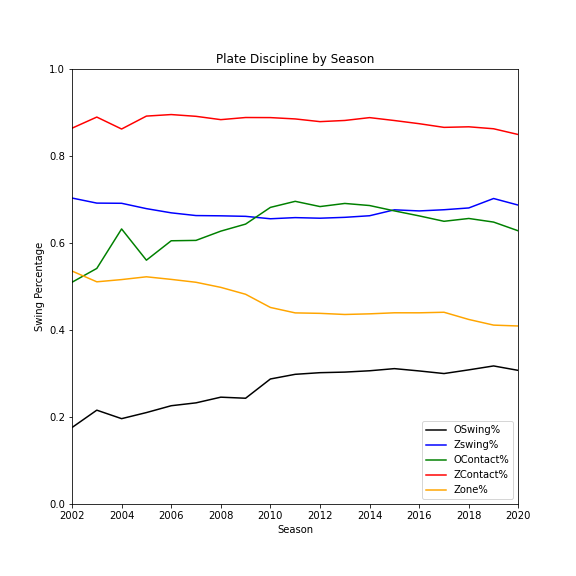 Plate Discipline by Season
1.0
0.8
0.6
0.4
0.2
0.0
Swing Percentage
2002 2004 2006 2008 2010 2012 2014 2016 2018 2020
Season
OSwing%
Zswing%
OContact%
ZContact%
Zone%